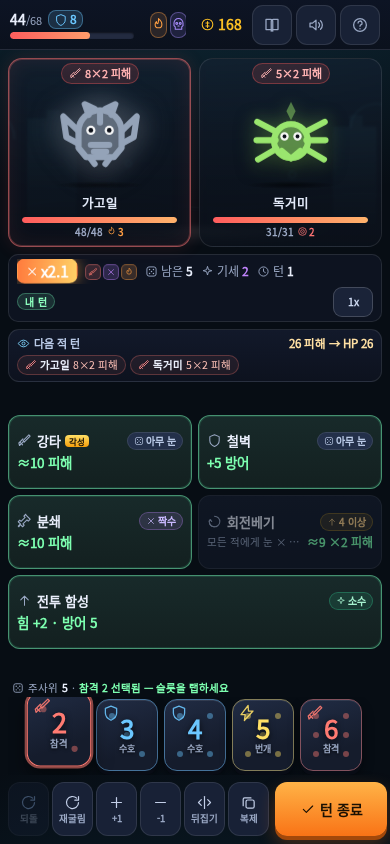 44/68 8 168
8×2 피해
5×2 피해
가고일
독거미
48/48 3
31/31 2
× x2.1 남은 5 기세 2 턴 1
내 턴
1x
다음 적 턴
26 피해 → HP 26
가고일 8×2 피해
독거미 5×2 피해
강타 각성 아무 눈
≈10 피해
철벽 아무 눈
+5 방어
분쇄 × 짝수
≈10 피해
회전베기 ↑ 4 이상
모든 적에게 눈 × … ≈9 ×2 피해
전투 함성 소수
힘 +2 · 방어 5
주사위 5 · 참격 2 선택됨 — 슬롯을 탭하세요
2 3 4 5 6
참격 수호 수호 번개 참격
되돌 재굴림 +1 -1 뒤집기 복제
✓ 턴 종료